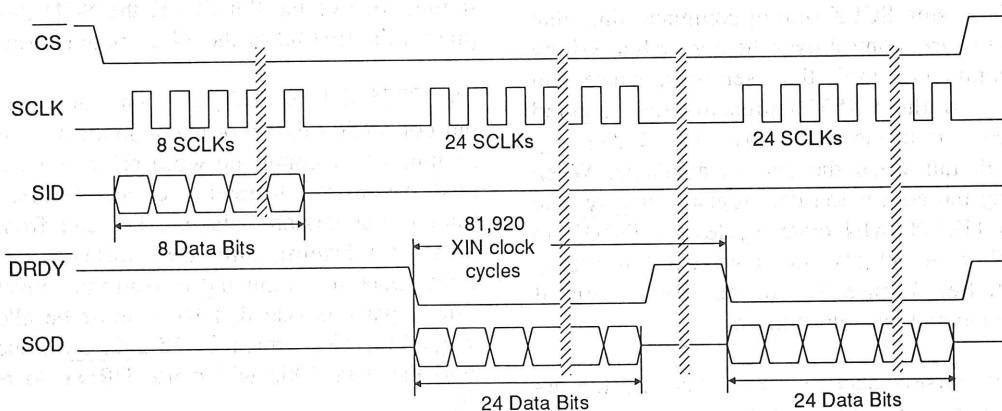 CS
SCLK
8 SCLKs
24 SCLKs
24 SCLKs
SID
8 Data Bits
81,920
XIN clock
cycles
DRDY
SOD
24 Data Bits
24 Data Bits